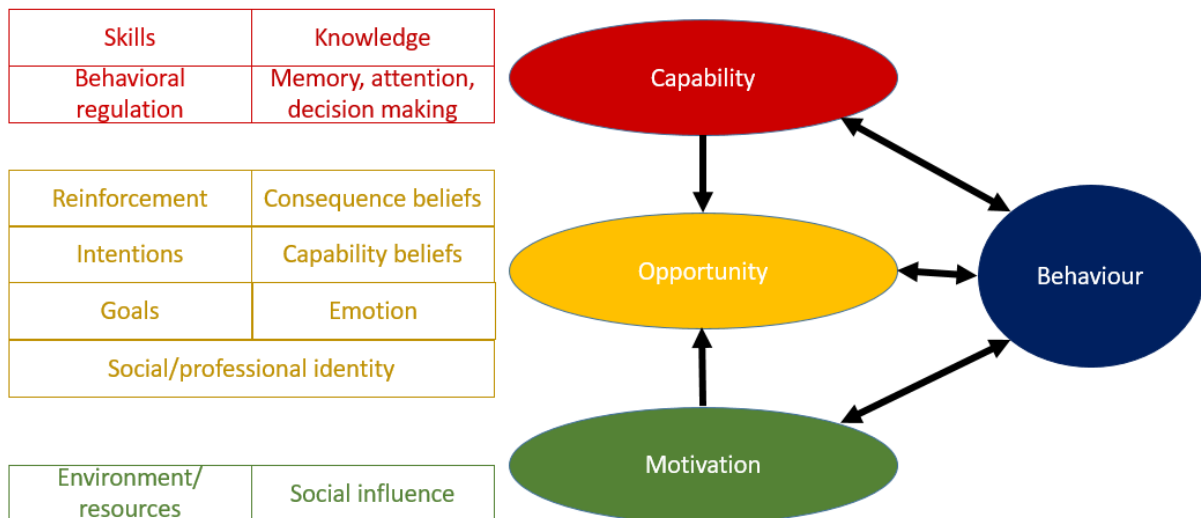 Skills
Knowledge
Behavioral
regulation
Memory, attention,
decision making
Reinforcement
Consequence beliefs
Intentions
Capability beliefs
Goals
Emotion
Social/professional identity
Environment/
resources
Social influence
Capability
Opportunity
Motivation
Behaviour